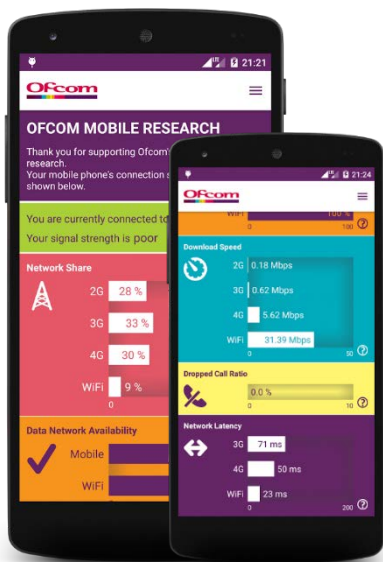 21:21
Ofcom
OFCOM MOBILE RESEARCH
Thank you for supporting Ofcom's
research.
Your mobile phone's connection
shown below.
You are currently connected to
Your signal strength is poor
Network Share
2G 28 %
3G 33 %
4G 30 %
WiFi 9 %
0
Data Network Availability
Mobile
WiFi
21:24
Ofcom
WiFi 100 %
0 100 ?
Download Speed
2G 0.18 Mbps
3G 0.62 Mbps
4G 5.62 Mbps
WiFi 31.39 Mbps
0 50 ?
Dropped Call Ratio
0.0 %
0 10 ?
Network Latency
3G 71 ms
4G 50 ms
WiFi 23 ms
0 200 ?